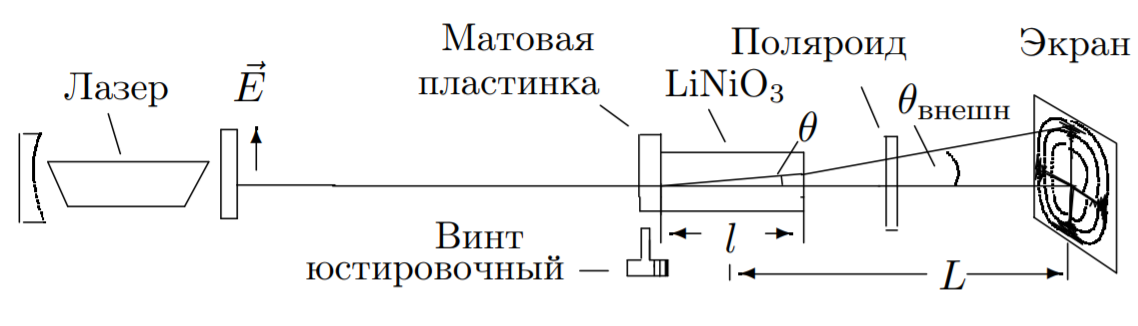 Лазер
E⃗
Матовая
пластинка
LiNiO₃
θ
Поляроид
θвнешн
Экран
Винт
юстировочный
l
L